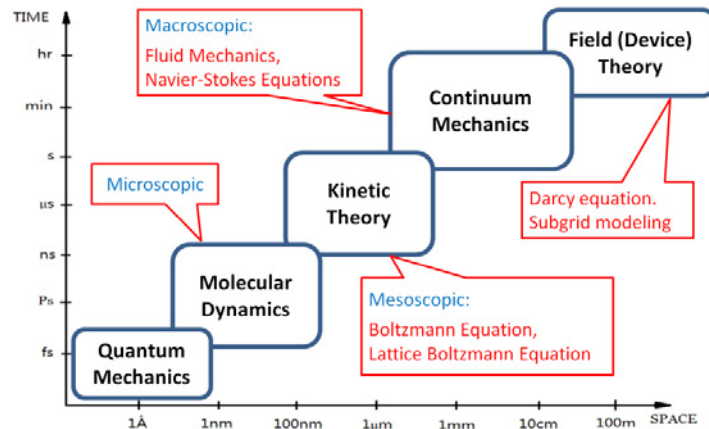 TIME
hr
min
s
μs
ns
Ps
fs
Macroscopic:
Fluid Mechanics,
Navier-Stokes Equations
Field (Device)
Theory
Continuum
Mechanics
Microscopic
Kinetic
Theory
Darcy equation.
Subgrid modeling
Molecular
Dynamics
Mesoscopic:
Boltzmann Equation,
Lattice Boltzmann Equation
Quantum
Mechanics
1Å 1nm 100nm 1μm 1mm 10cm 100m SPACE